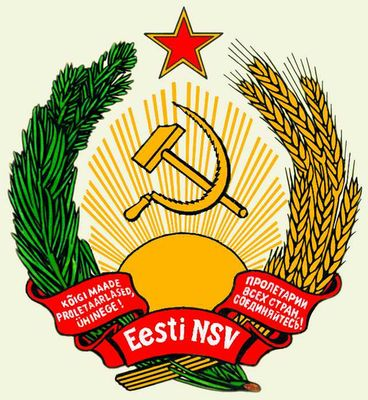 KÕIGI MAADE
PROLETAARLASED,
ÜHINEGE!
Eesti NSV
ПРОЛЕТАРИИ
ВСЕХ СТРАН,
СОЕДИНЯЙТЕСЬ!